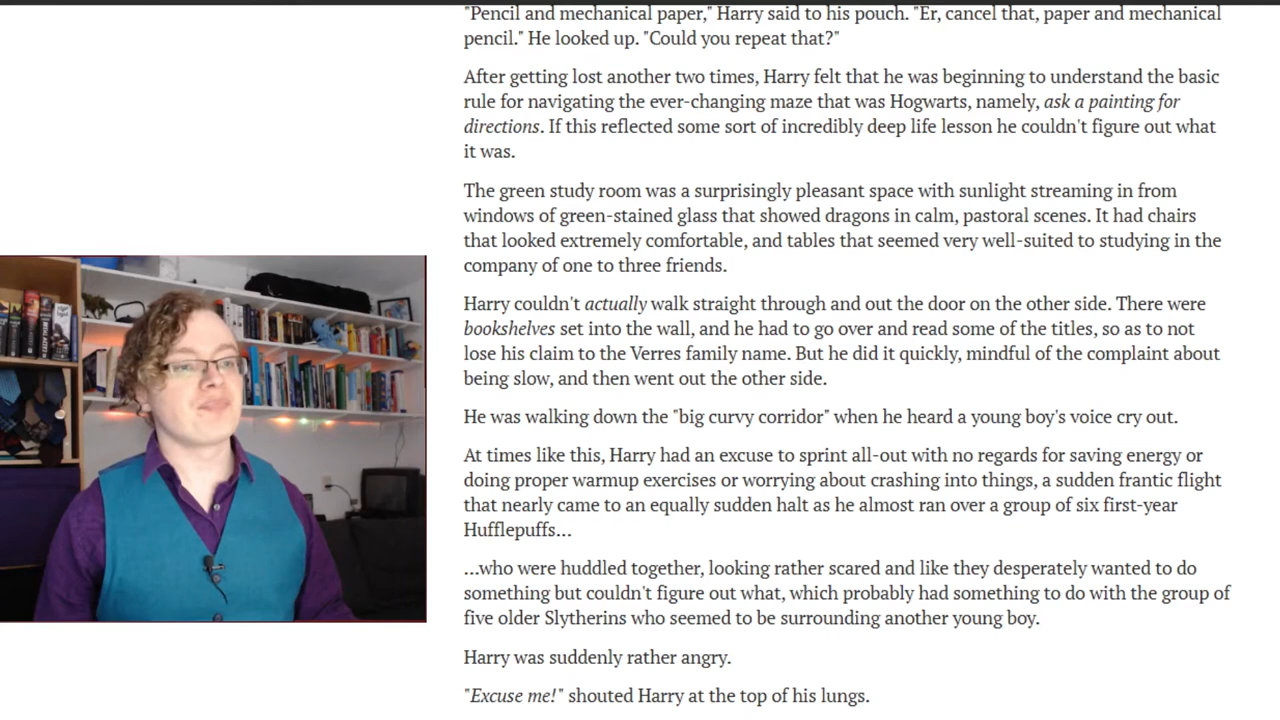 "Pencil and mechanical paper," Harry said to his pouch. "Er, cancel that, paper and mechanical
pencil." He looked up. "Could you repeat that?"
After getting lost another two times, Harry felt that he was beginning to understand the basic
rule for navigating the ever-changing maze that was Hogwarts, namely, ask a painting for
directions. If this reflected some sort of incredibly deep life lesson he couldn't figure out what
it was.
The green study room was a surprisingly pleasant space with sunlight streaming in from
windows of green-stained glass that showed dragons in calm, pastoral scenes. It had chairs
that looked extremely comfortable, and tables that seemed very well-suited to studying in the
company of one to three friends.
Harry couldn't actually walk straight through and out the door on the other side. There were
bookshelves set into the wall, and he had to go over and read some of the titles, so as to not
lose his claim to the Verres family name. But he did it quickly, mindful of the complaint about
being slow, and then went out the other side.
He was walking down the "big curvy corridor" when he heard a young boy's voice cry out.
At times like this, Harry had an excuse to sprint all-out with no regards for saving energy or
doing proper warmup exercises or worrying about crashing into things, a sudden frantic flight
that nearly came to an equally sudden halt as he almost ran over a group of six first-year
Hufflepuffs...
...who were huddled together, looking rather scared and like they desperately wanted to do
something but couldn't figure out what, which probably had something to do with the group of
five older Slytherins who seemed to be surrounding another young boy.
Harry was suddenly rather angry.
"Excuse me!" shouted Harry at the top of his lungs.